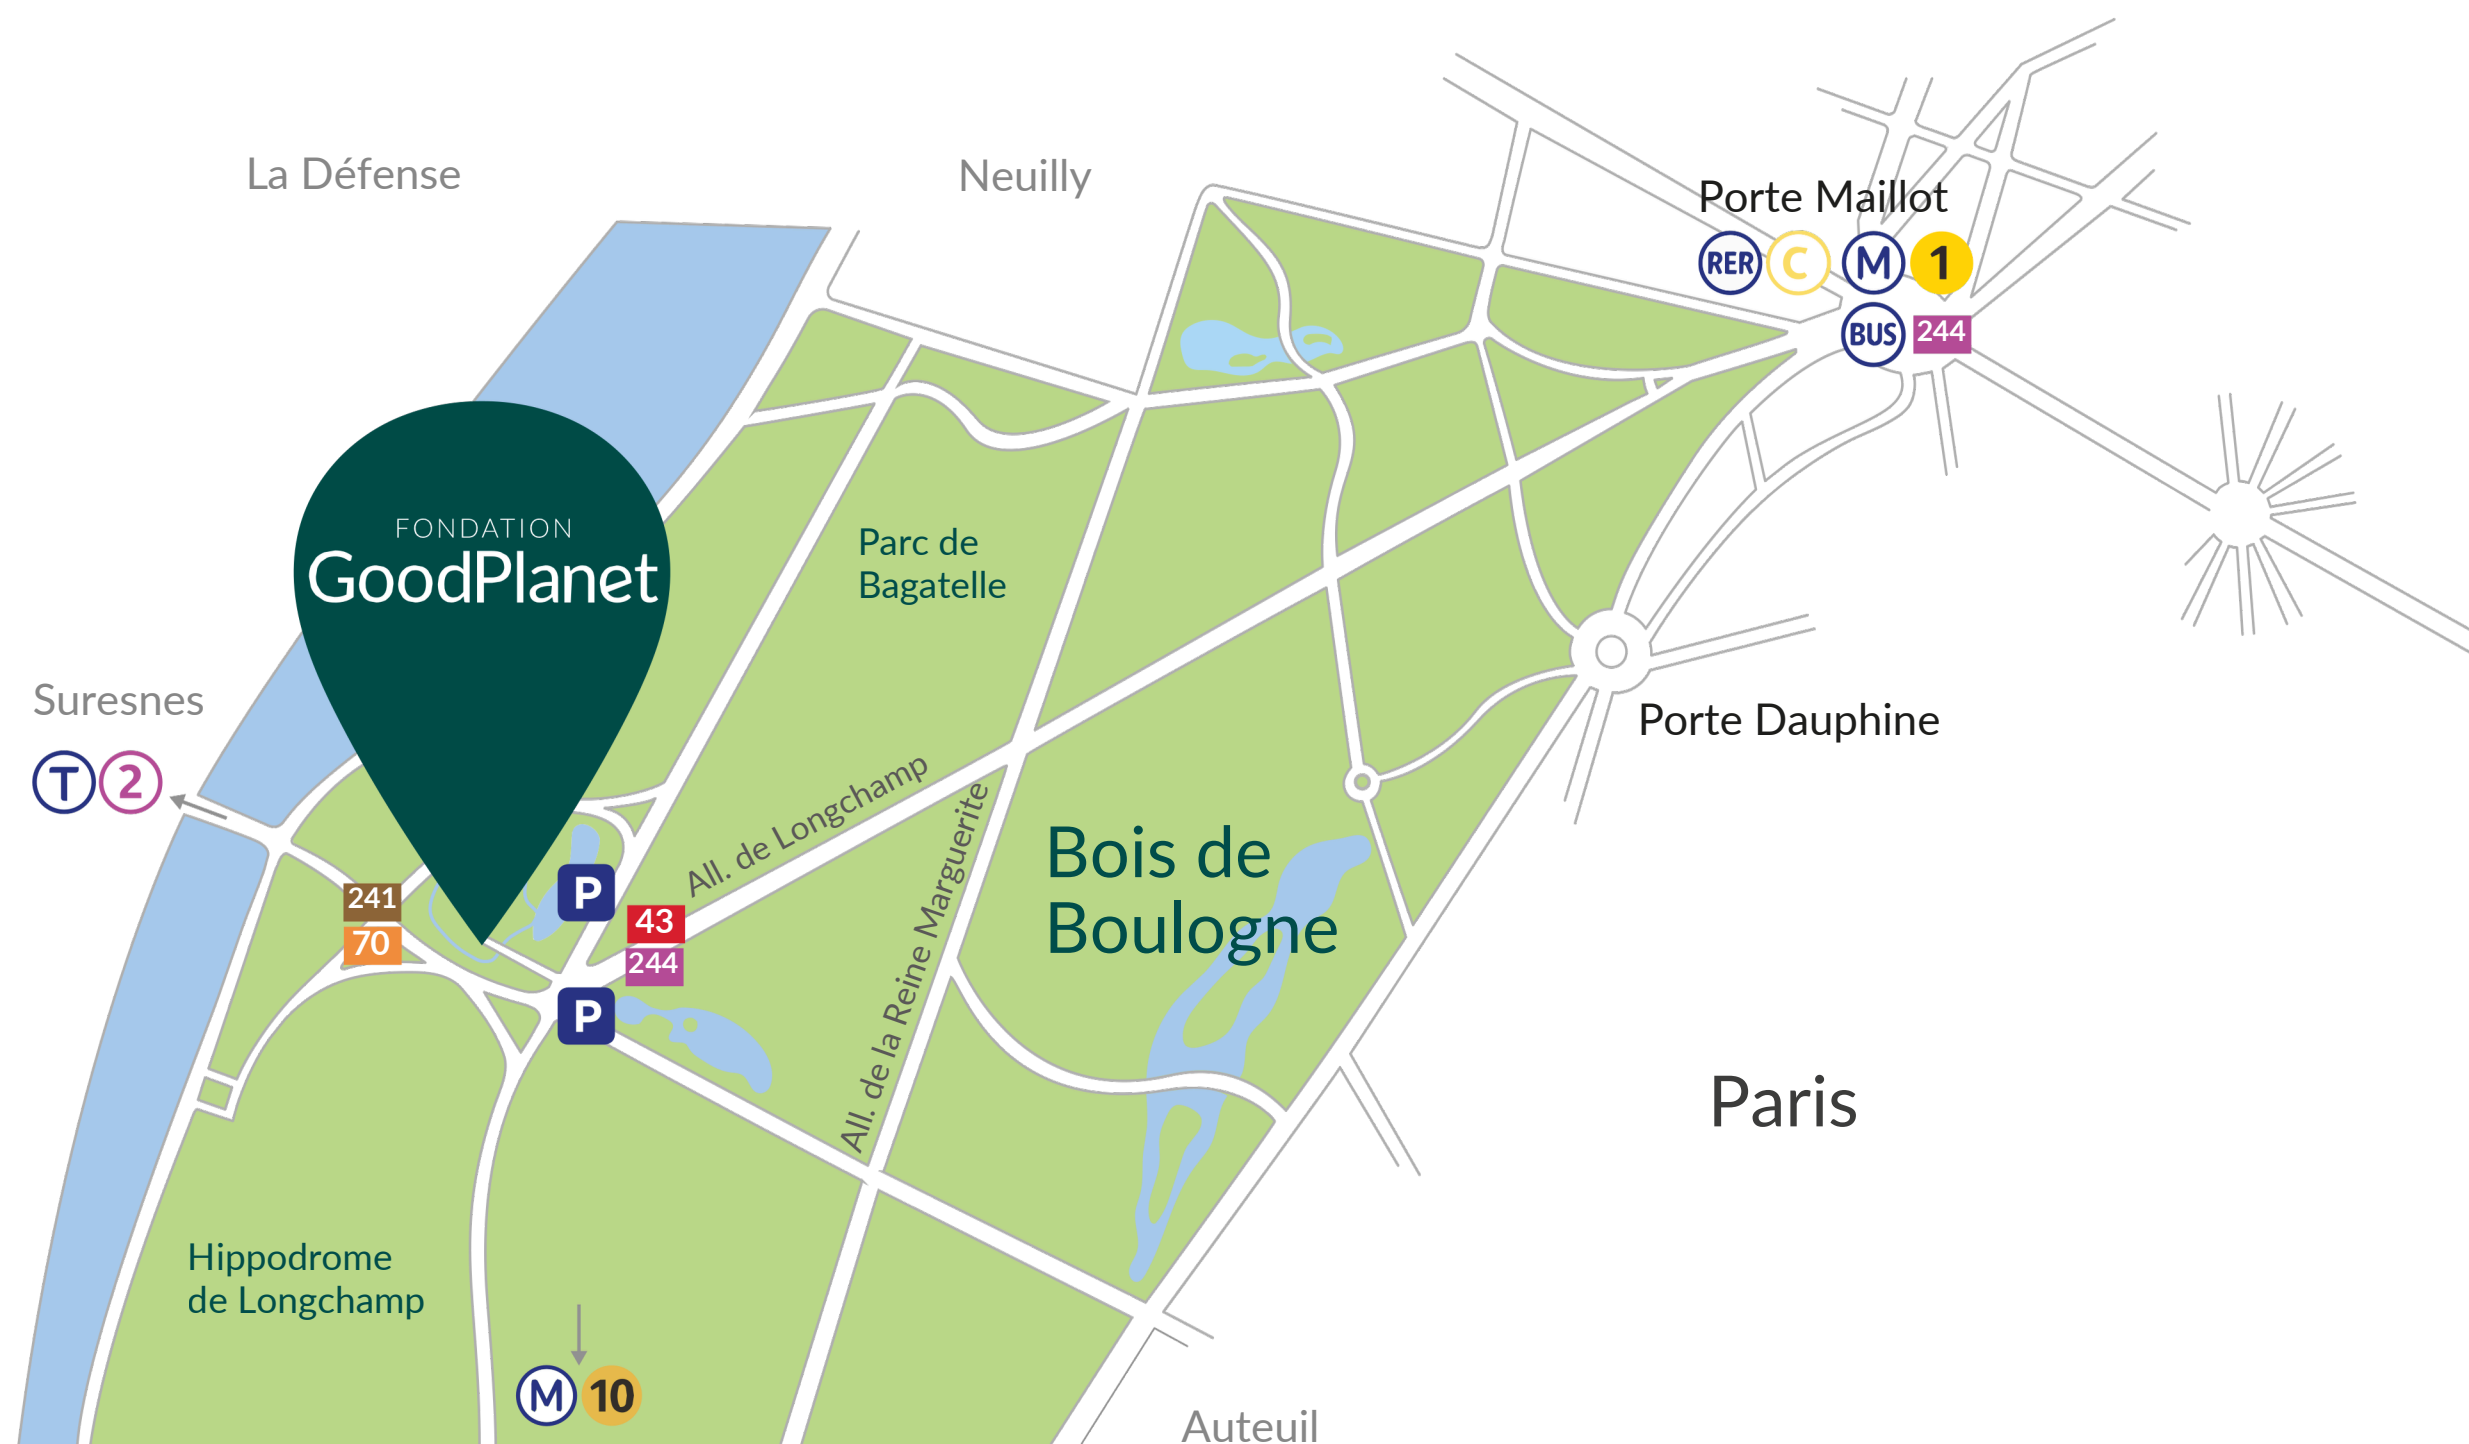 La Défense
Neuilly
Porte Maillot
RER C M 1
BUS 244
FONDATION
GoodPlanet
Parc de
Bagatelle
Suresnes
T 2
Porte Dauphine
All. de Longchamp
All. de la Reine Marguerite
Bois de
Boulogne
P
241
70
43
244
P
Paris
Hippodrome
de Longchamp
M 10
Auteuil